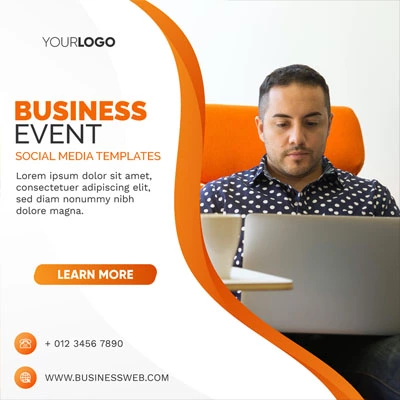 YOURLOGO
BUSINESS
EVENT
SOCIAL MEDIA TEMPLATES
Lorem ipsum dolor sit amet,
consectetuer adipiscing elit,
sed diam nonummy nibh
dolore magna.
LEARN MORE
+ 012 3456 7890
WWW.BUSINESSWEB.COM